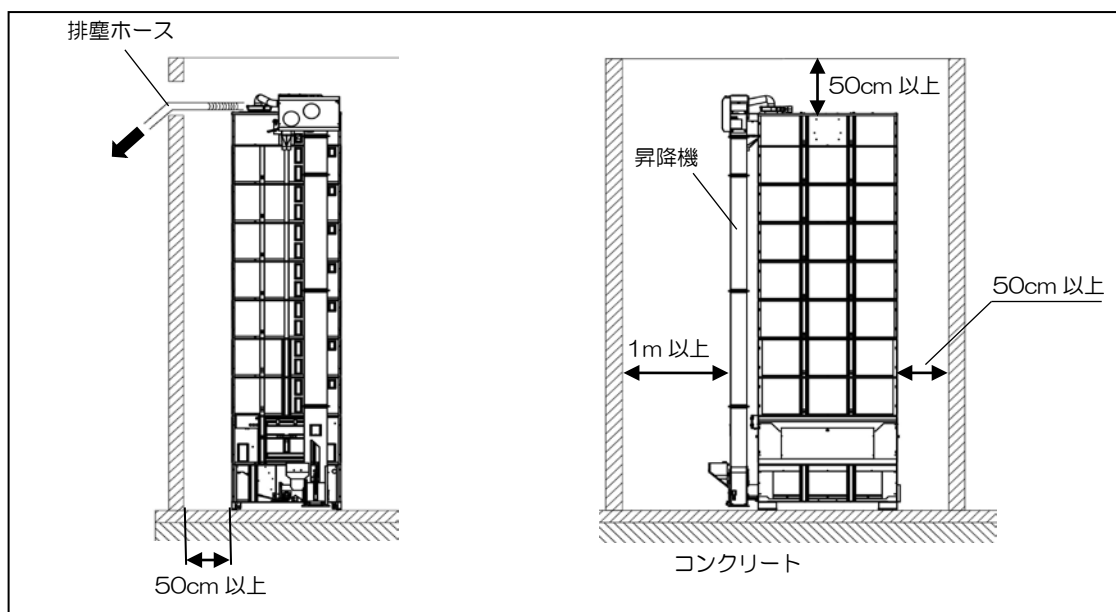 排塵ホース
50cm 以上
50cm 以上
昇降機
50cm 以上
1m 以上
コンクリート